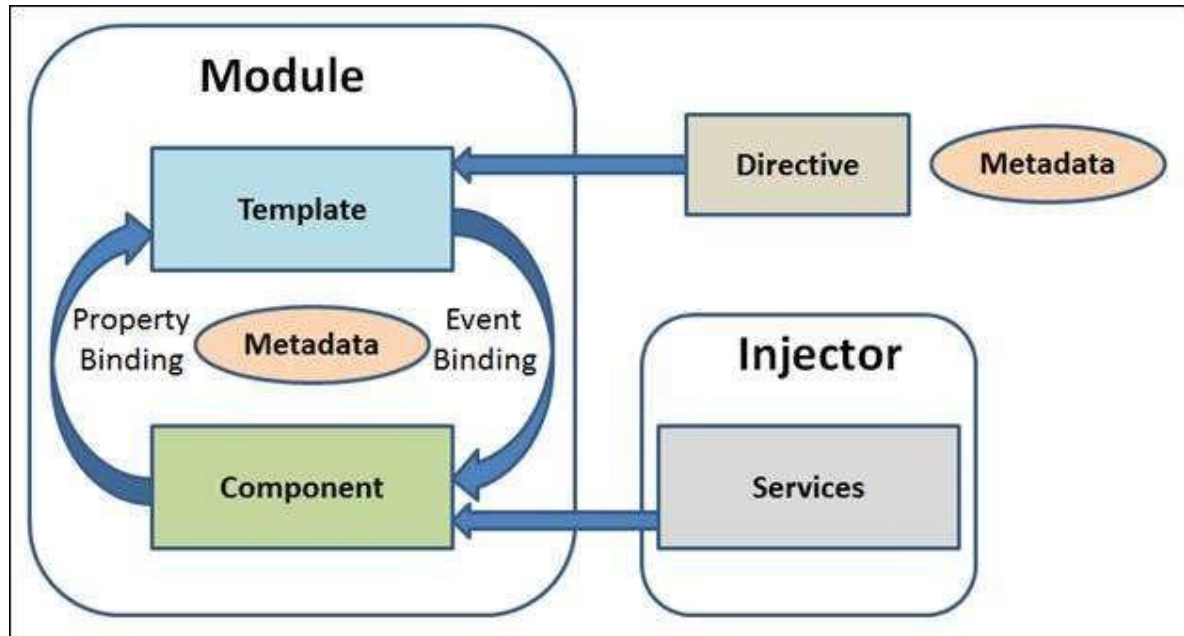 Module
Template
Directive
Metadata
Property
Binding
Metadata
Event
Binding
Injector
Component
Services